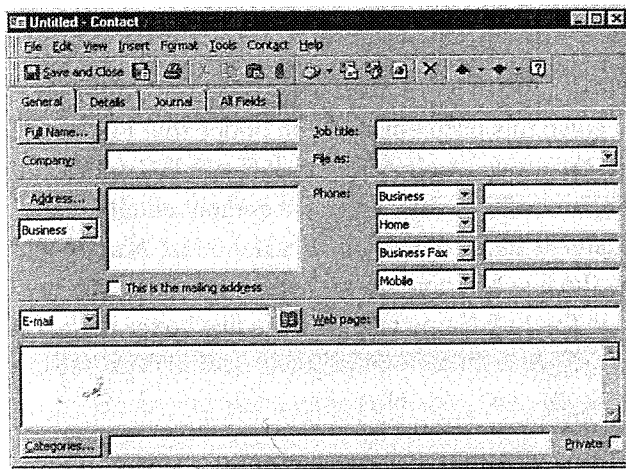 Untitled - Contact
File Edit View Insert Format Tools Contact Help
Save and Close
General Details Journal All Fields
Full Name... Job title:
Company: File as:
Address... Phone: Business
Business Home
Business Fax
This is the mailing address Mobile
E-mail Web page:
Categories... Private